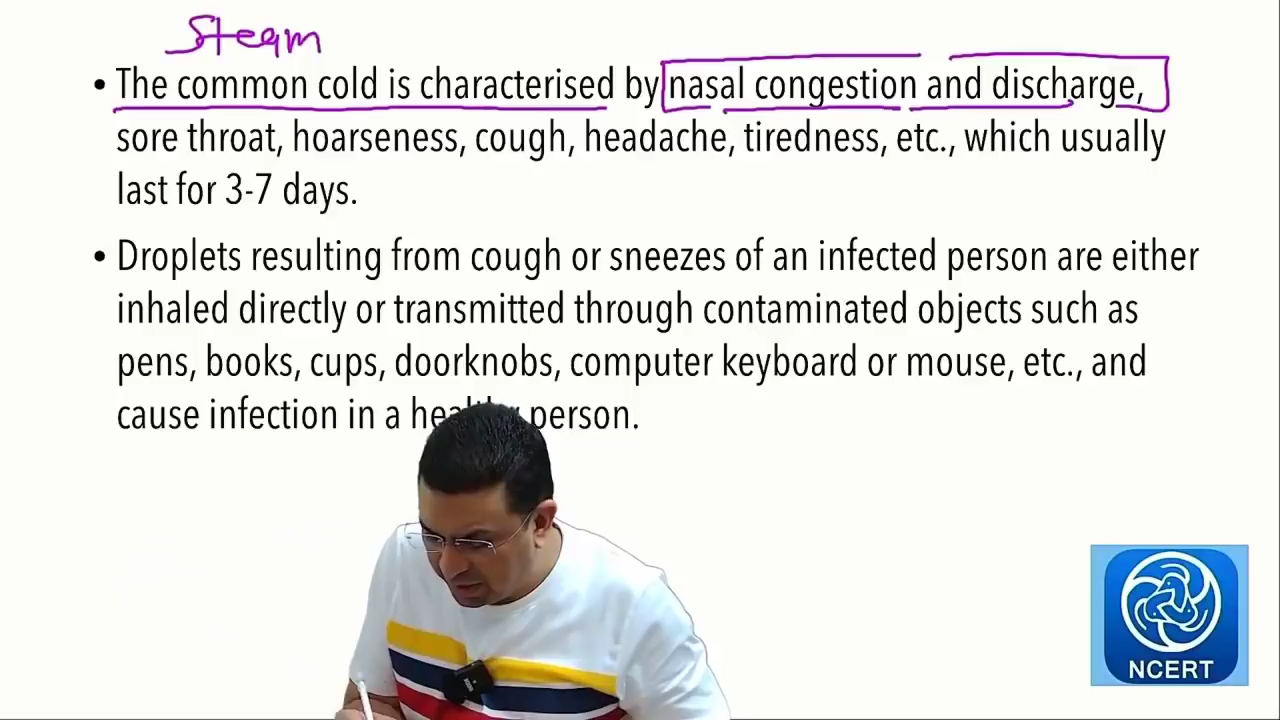 Steam
• The common cold is characterised by nasal congestion and discharge,
sore throat, hoarseness, cough, headache, tiredness, etc., which usually
last for 3-7 days.
• Droplets resulting from cough or sneezes of an infected person are either
inhaled directly or transmitted through contaminated objects such as
pens, books, cups, doorknobs, computer keyboard or mouse, etc., and
cause infection in a healthy person.
NCERT